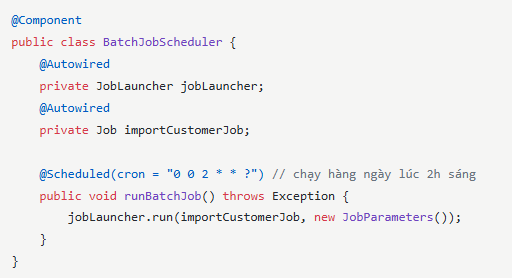 @Component
public class BatchJobScheduler {
    @Autowired
    private JobLauncher jobLauncher;
    @Autowired
    private Job importCustomerJob;

    @Scheduled(cron = "0 0 2 * * ?") // chạy hàng ngày lúc 2h sáng
    public void runBatchJob() throws Exception {
        jobLauncher.run(importCustomerJob, new JobParameters());
    }
}